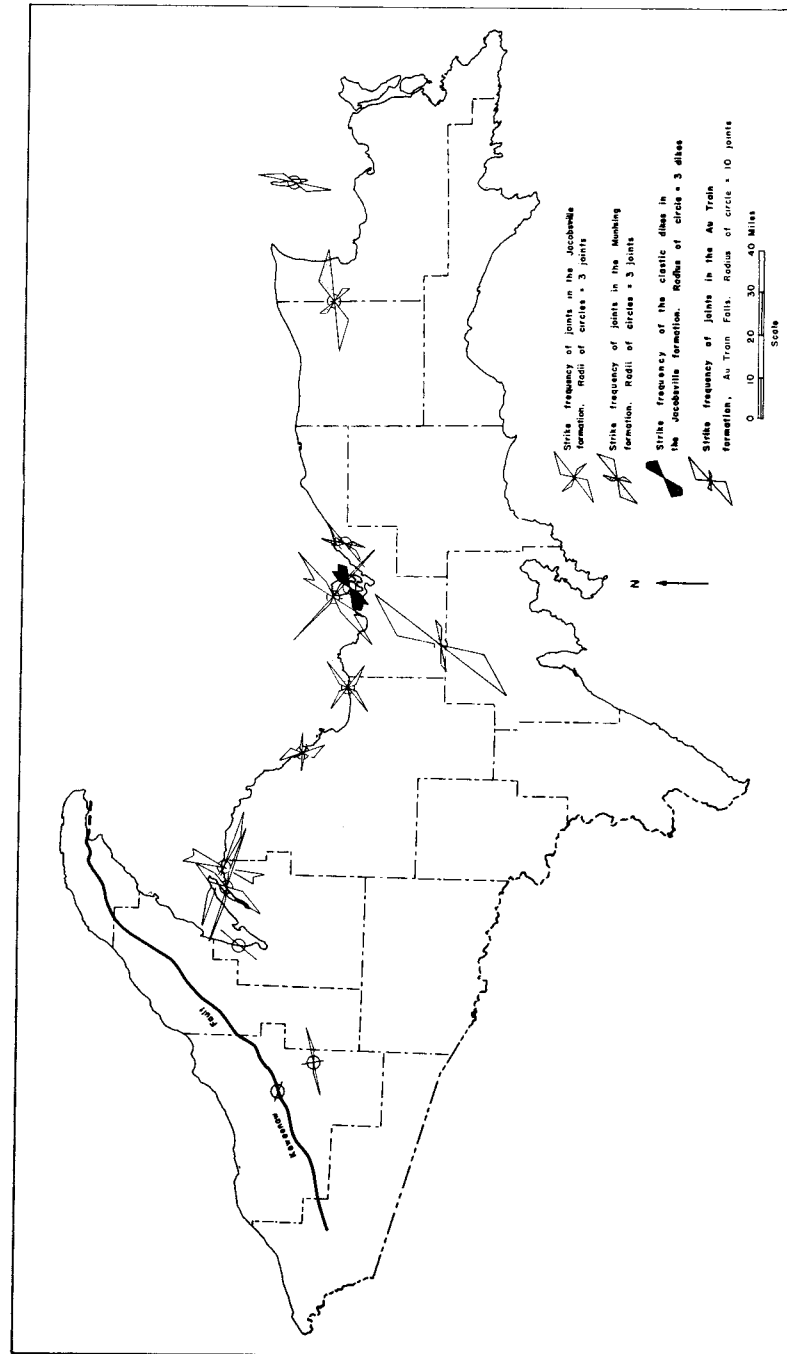 Keweenaw
Fault
N
Strike frequency of joints in the Jacobsville
formation. Radii of circles = 3 joints
Strike frequency of joints in the Munising
formation. Radii of circles = 3 joints
Strike frequency of the clastic dikes in
the Jacobsville formation. Radius of circle = 3 dikes
Strike frequency of joints in the Au Train
formation, Au Train Falls. Radius of circle = 10 joints
0 10 20 30 40 Miles
Scale